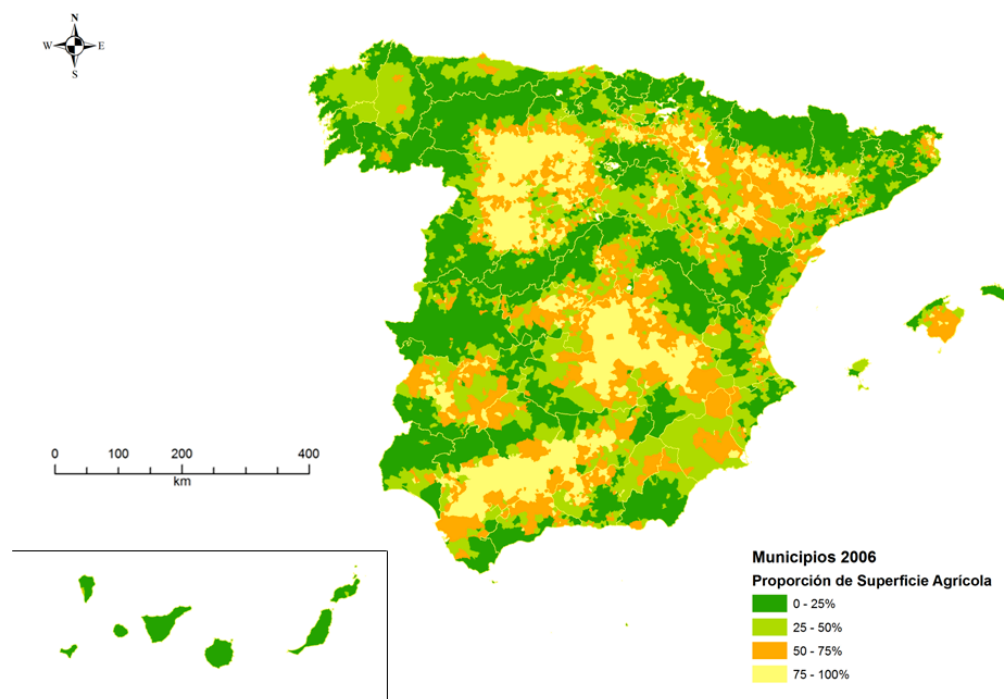 N
W E
S
0 100 200 400
km
Municipios 2006
Proporción de Superficie Agrícola
0 - 25%
25 - 50%
50 - 75%
75 - 100%